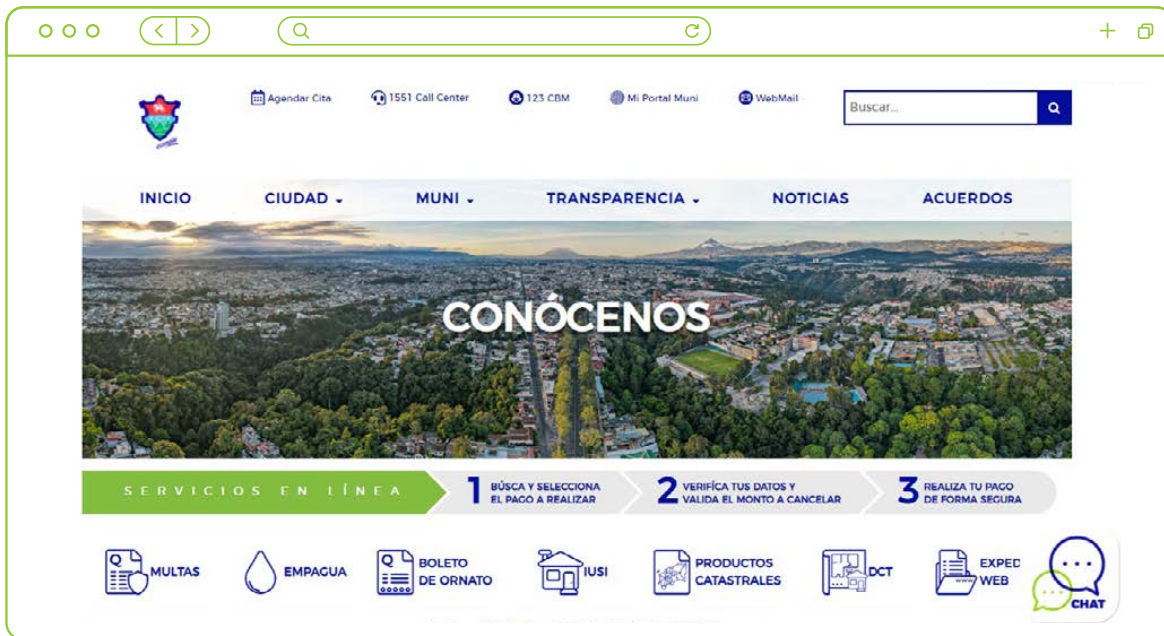 Agendar Cita
1551 Call Center
123 CBM
Mi Portal Muni
WebMail
Buscar...
INICIO
CIUDAD
MUNI
TRANSPARENCIA
NOTICIAS
ACUERDOS
CONÓCENOS
SERVICIOS EN LÍNEA
1
BÚSCA Y SELECCIONA
EL PAGO A REALIZAR
2
VERIFÍCA TUS DATOS Y
VALIDA EL MONTO A CANCELAR
3
REALIZA TU PAGO
DE FORMA SEGURA
Q
MULTAS
EMPAGUA
Q
BOLETO
DE ORNATO
IUSI
PRODUCTOS
CATASTRALES
DCT
EXPED
WEB
CHAT